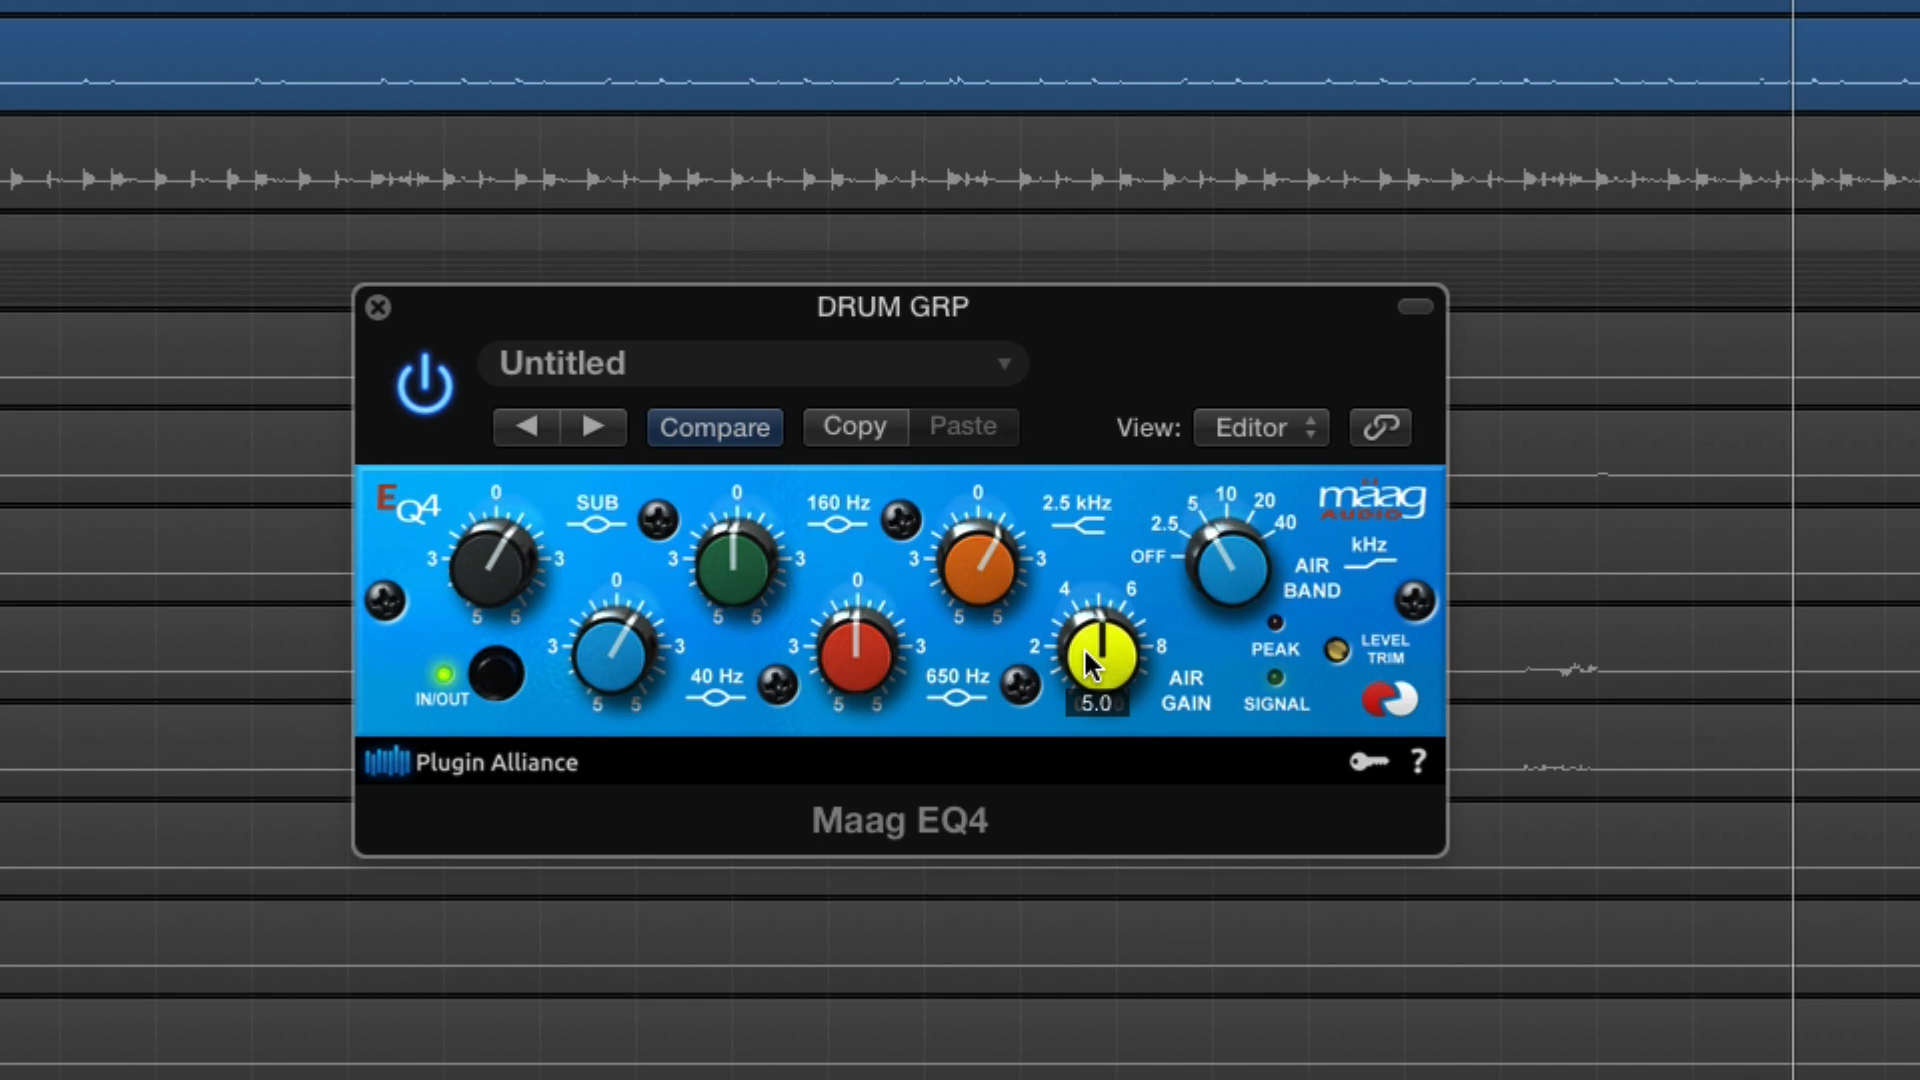 DRUM GRP
Untitled
Compare
Copy
Paste
View:
Editor
EQ4
0
SUB
0
160 Hz
0
2.5 kHz
2.5 5 10 20 40
OFF
mäag
AUDIO
kHz
AIR
BAND
3 3
5 5
3 3
5 5
3 3
5 5
0
3 3
5 5
40 Hz
0
3 3
5 5
650 Hz
4 6
2 8
5.0
AIR
GAIN
PEAK
SIGNAL
LEVEL
TRIM
IN/OUT
Plugin Alliance
?
Maag EQ4